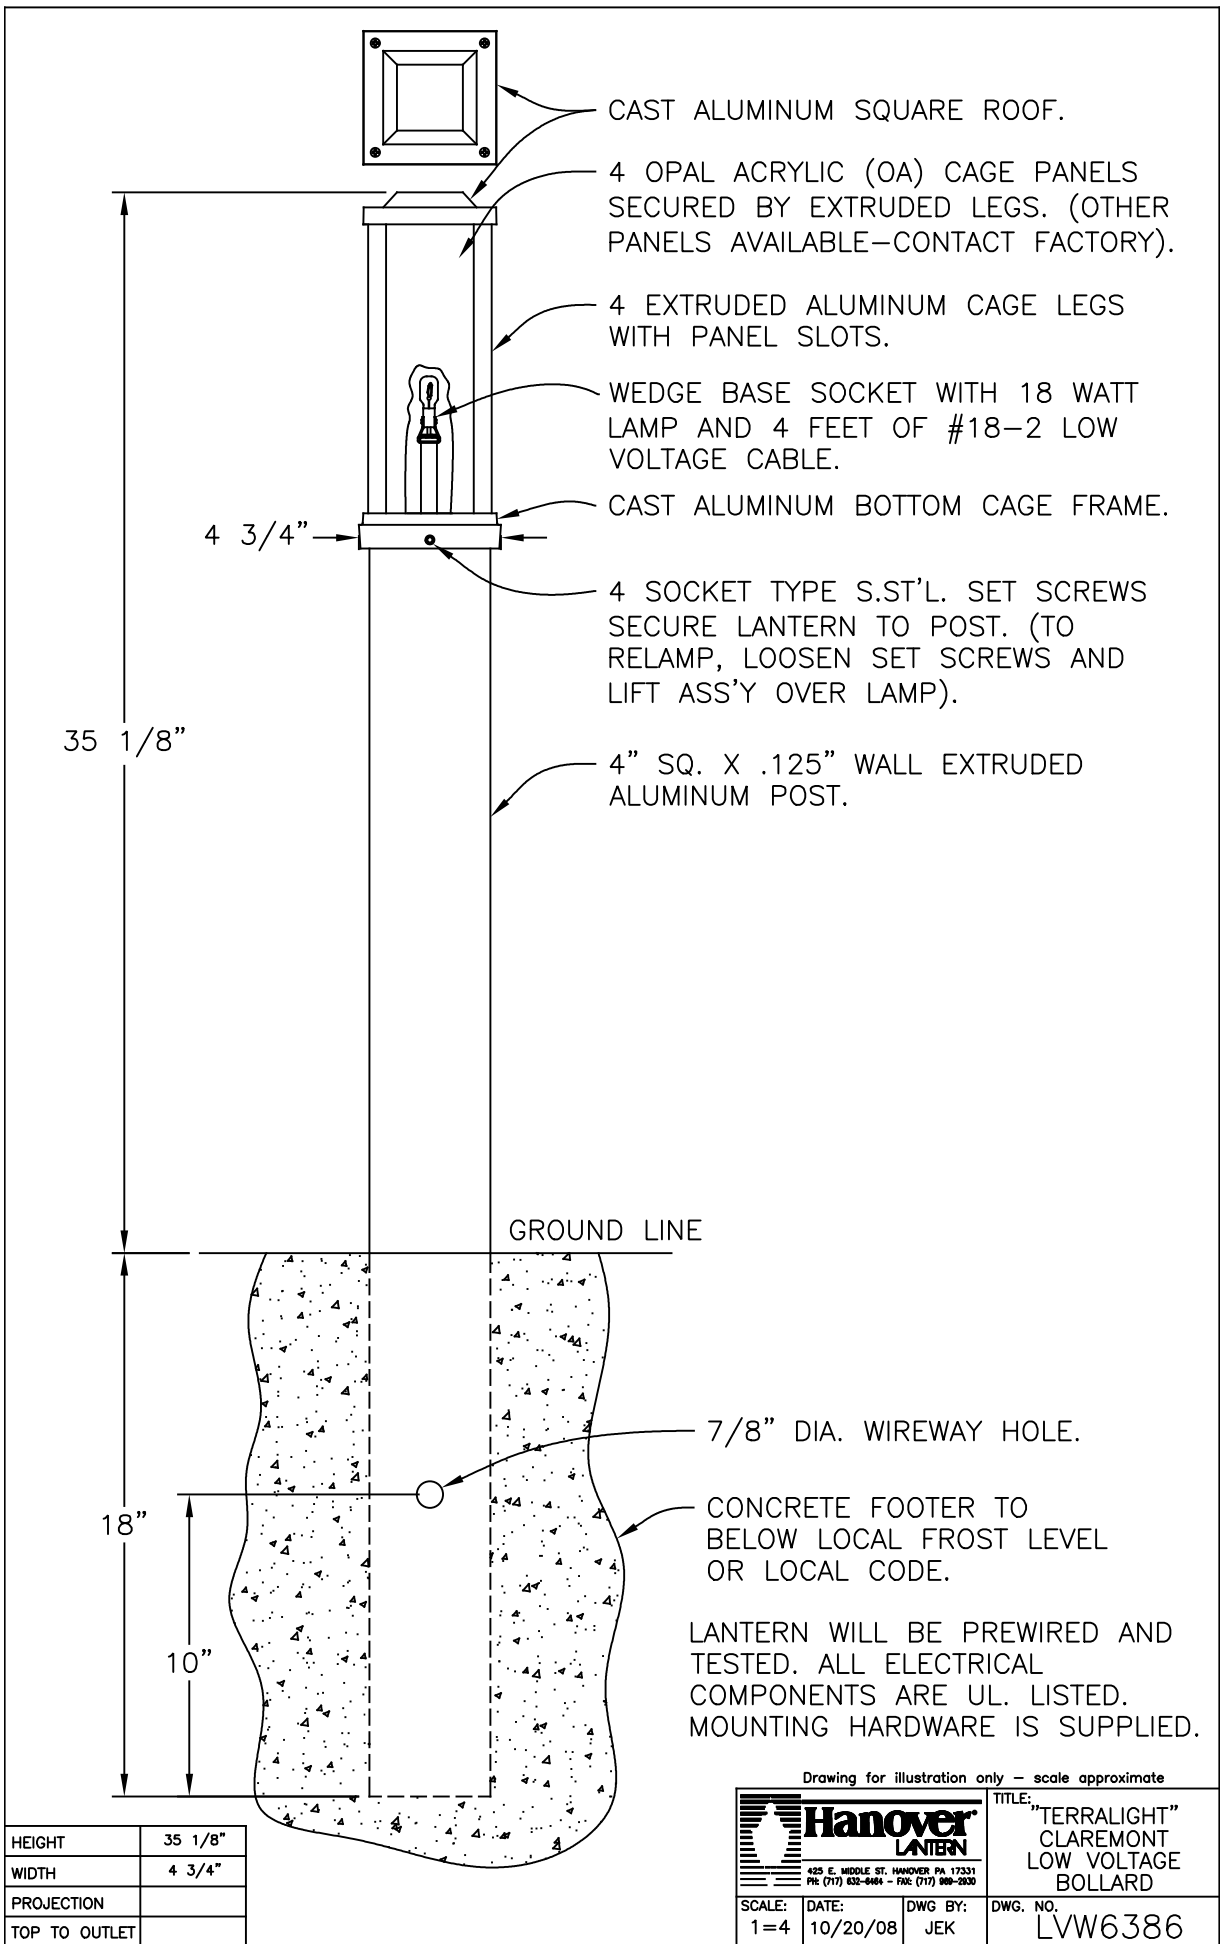 CAST ALUMINUM SQUARE ROOF.
4 OPAL ACRYLIC (OA) CAGE PANELS
SECURED BY EXTRUDED LEGS. (OTHER
PANELS AVAILABLE–CONTACT FACTORY).
4 EXTRUDED ALUMINUM CAGE LEGS
WITH PANEL SLOTS.
WEDGE BASE SOCKET WITH 18 WATT
LAMP AND 4 FEET OF #18–2 LOW
VOLTAGE CABLE.
CAST ALUMINUM BOTTOM CAGE FRAME.
4 3/4"
4 SOCKET TYPE S.ST'L. SET SCREWS
SECURE LANTERN TO POST. (TO
RELAMP, LOOSEN SET SCREWS AND
LIFT ASS'Y OVER LAMP).
35 1/8"
4" SQ. X .125" WALL EXTRUDED
ALUMINUM POST.
GROUND LINE
7/8" DIA. WIREWAY HOLE.
18"
CONCRETE FOOTER TO
BELOW LOCAL FROST LEVEL
OR LOCAL CODE.
10"
LANTERN WILL BE PREWIRED AND
TESTED. ALL ELECTRICAL
COMPONENTS ARE UL. LISTED.
MOUNTING HARDWARE IS SUPPLIED.
Drawing for illustration only – scale approximate
HEIGHT 35 1/8"
WIDTH 4 3/4"
PROJECTION
TOP TO OUTLET
Hanover
LANTERN
425 E. MIDDLE ST. HANOVER PA 17331
PH: (717) 632-6464 - FAX: (717) 989-2930
TITLE:
"TERRALIGHT"
CLAREMONT
LOW VOLTAGE
BOLLARD
SCALE:
1=4
DATE:
10/20/08
DWG BY:
JEK
DWG. NO.
LVW6386